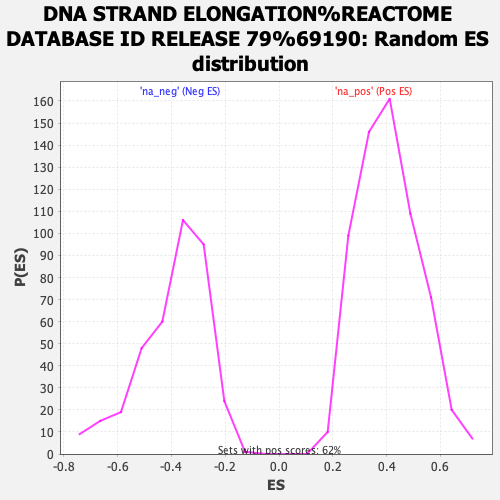 DNA STRAND ELONGATION%REACTOME
DATABASE ID RELEASE 79%69190: Random ES
distribution
'na_neg' (Neg ES)
'na_pos' (Pos ES)
160
150
140
130
120
110
100
90
80
70
60
50
40
30
20
10
0
P(ES)
Sets with pos scores: 62%
-0.8 -0.6 -0.4 -0.2 0.0 0.2 0.4 0.6
ES